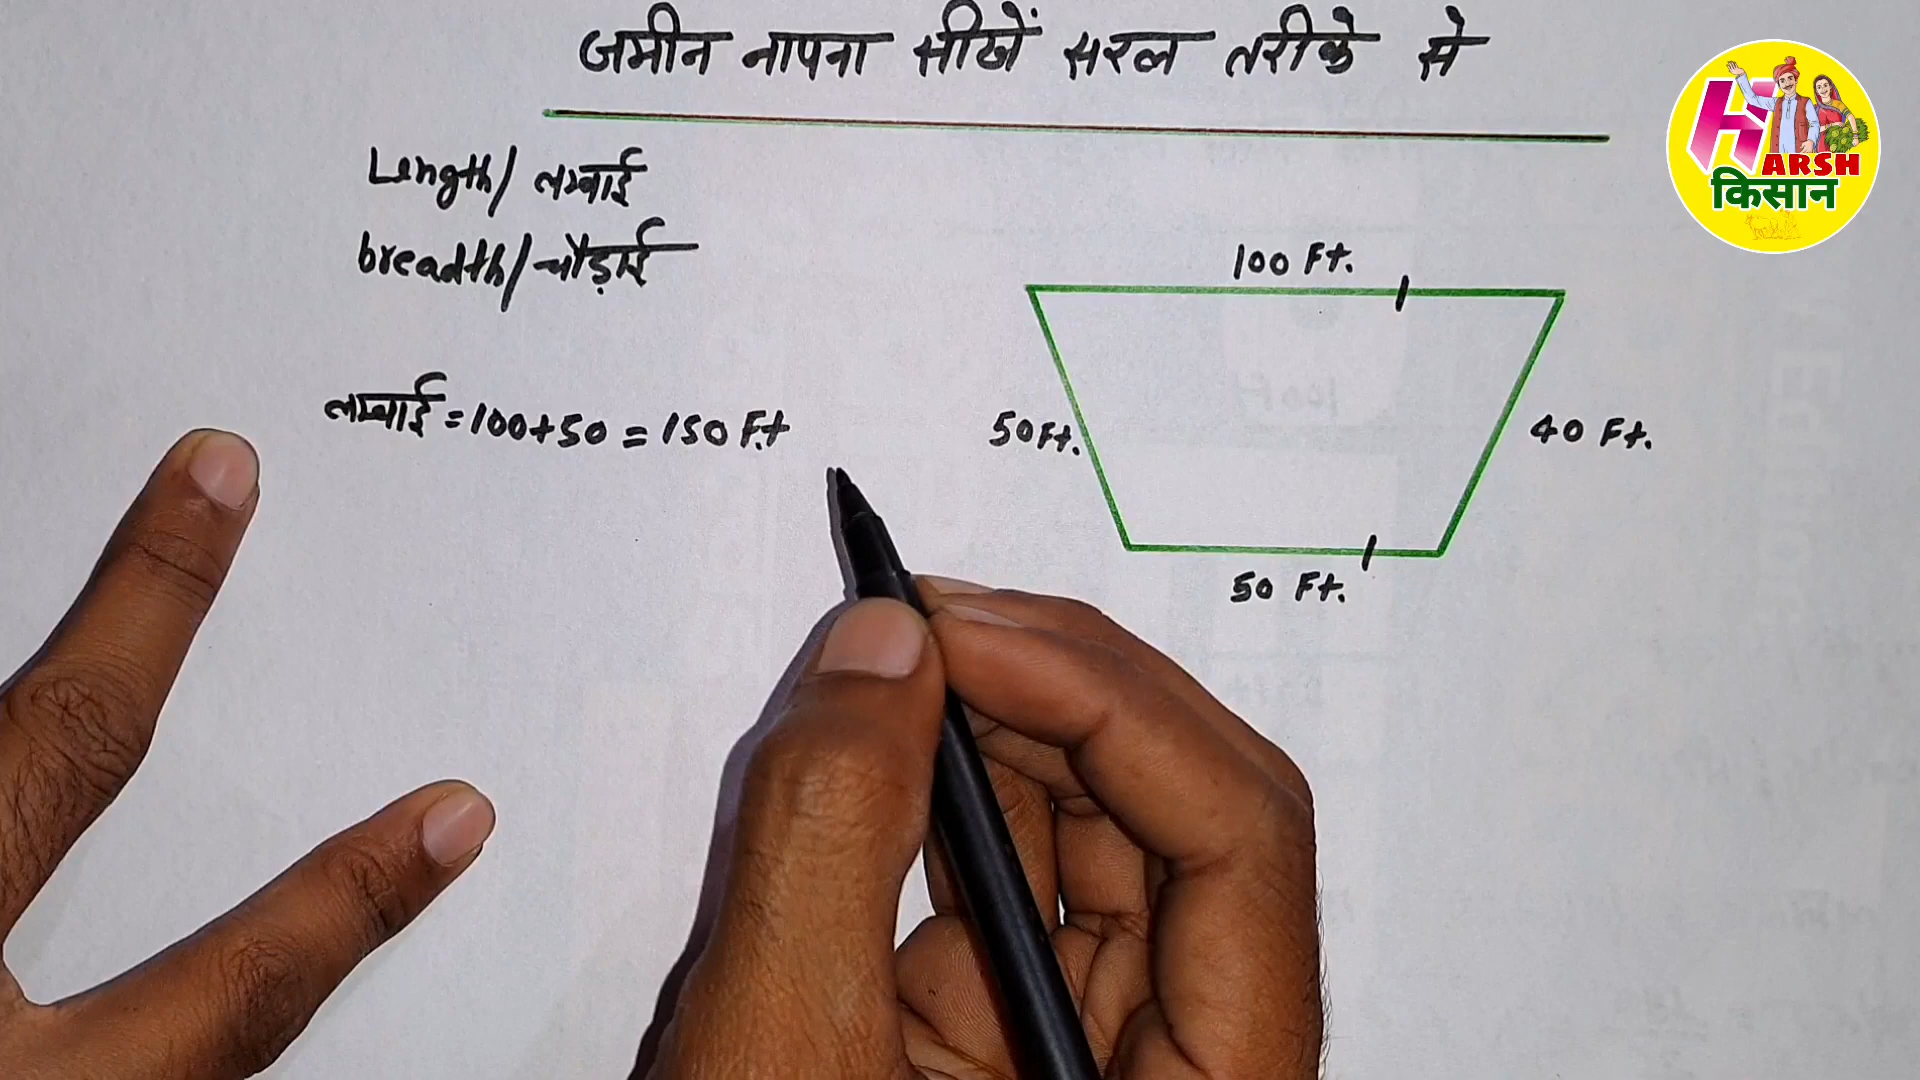 जमीन नापना सीखें सरल तरीके से
HARSH
किसान
Length/ लम्बाई
breadth/चौड़ाई
100 Ft.
लम्बाई = 100+50 = 150 F.t
50 Ft.
40 Ft.
50 Ft.